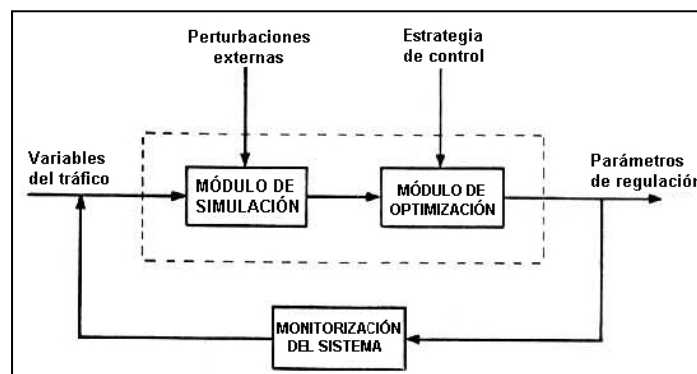 Perturbaciones
externas
Estrategia
de control
Variables
del tráfico
MÓDULO DE
SIMULACIÓN
MÓDULO DE
OPTIMIZACIÓN
Parámetros
de regulación
MONITORIZACIÓN
DEL SISTEMA